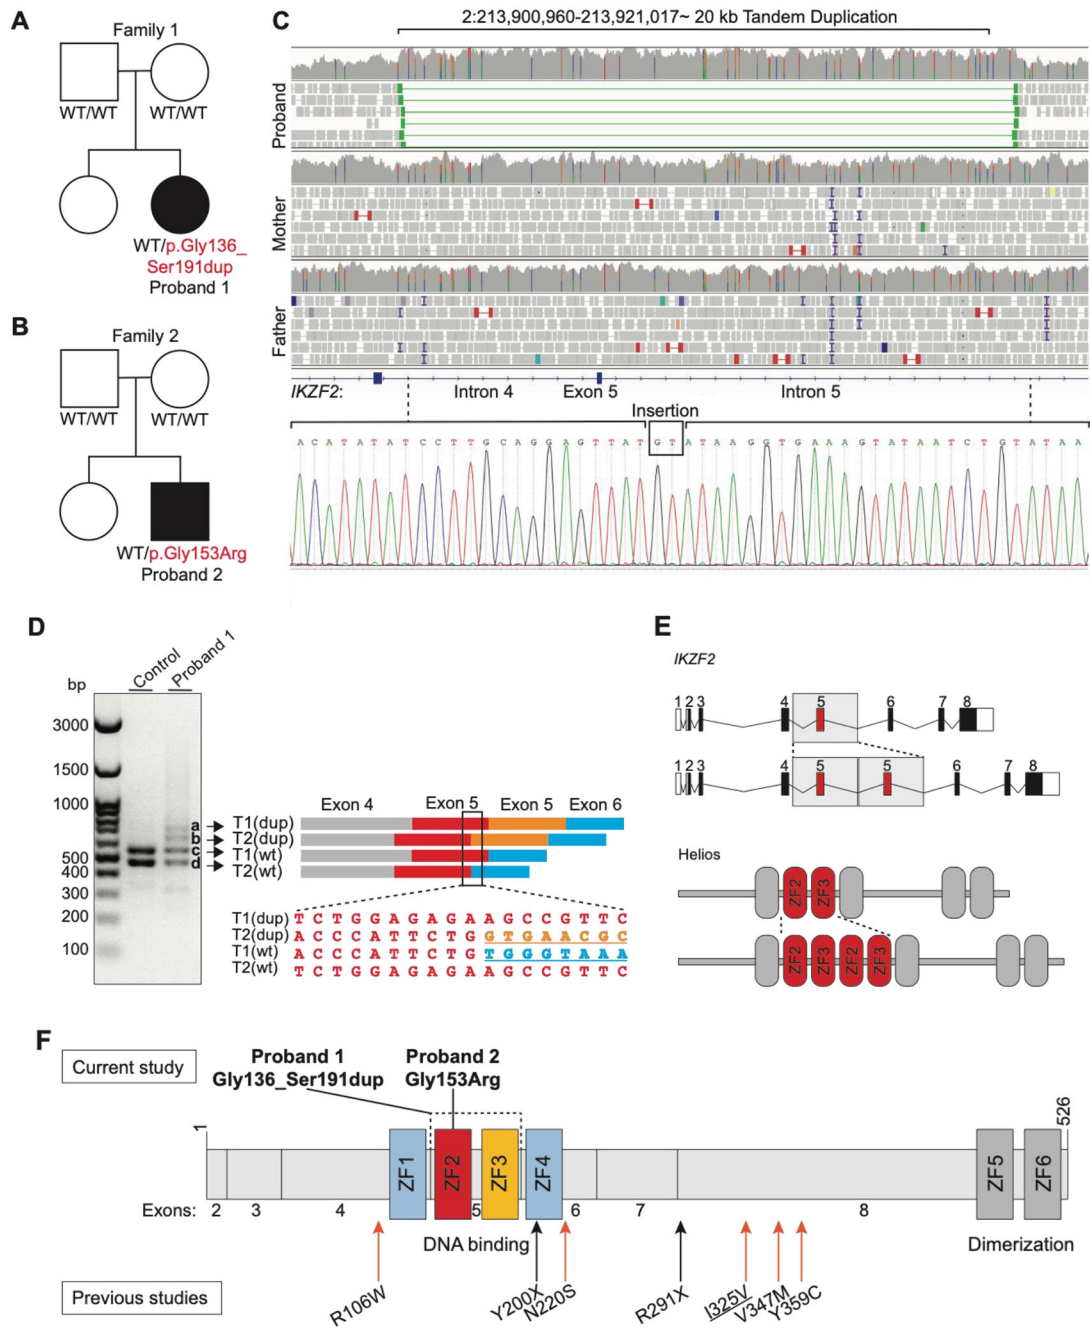 A
Family 1
WT/WT
WT/WT
WT/p.Gly136_
Ser191dup
Proband 1
B
Family 2
WT/WT
WT/WT
WT/p.Gly153Arg
Proband 2
C
2:213,900,960-213,921,017~ 20 kb Tandem Duplication
Proband
Mother
Father
IKZF2:
Intron 4
Exon 5
Intron 5
Insertion
A C A T A T A T C C T T G C A G G A G T T A T G T A T A A G G T G A A A G T A T A A T C T G T A T A A
D
bp
Control
Proband 1
3000
1500
1000
500
400
300
200
100
a
b
c
d
Exon 4
Exon 5
Exon 5
Exon 6
T1(dup)
T2(dup)
T1(wt)
T2(wt)
T1(dup) T C T G G A G A G A A G C C G T T C
T2(dup) A C C C A T T C T G G T G A A C G C
T1(wt) A C C C A T T C T G T G G G T A A A
T2(wt) T C T G G A G A G A A G C C G T T C
E
IKZF2
1 2 3 4 5 6 7 8
1 2 3 4 5 5 6 7 8
Helios
ZF2 ZF3
ZF2 ZF3 ZF2 ZF3
F
Current study
Proband 1
Gly136_Ser191dup
Proband 2
Gly153Arg
1
526
ZF1
ZF2
ZF3
ZF4
ZF5
ZF6
Exons: 2 3 4 5 6 7 8
DNA binding
Dimerization
Previous studies
R106W
Y200X
N220S
R291X
I325V
V347M
Y359C